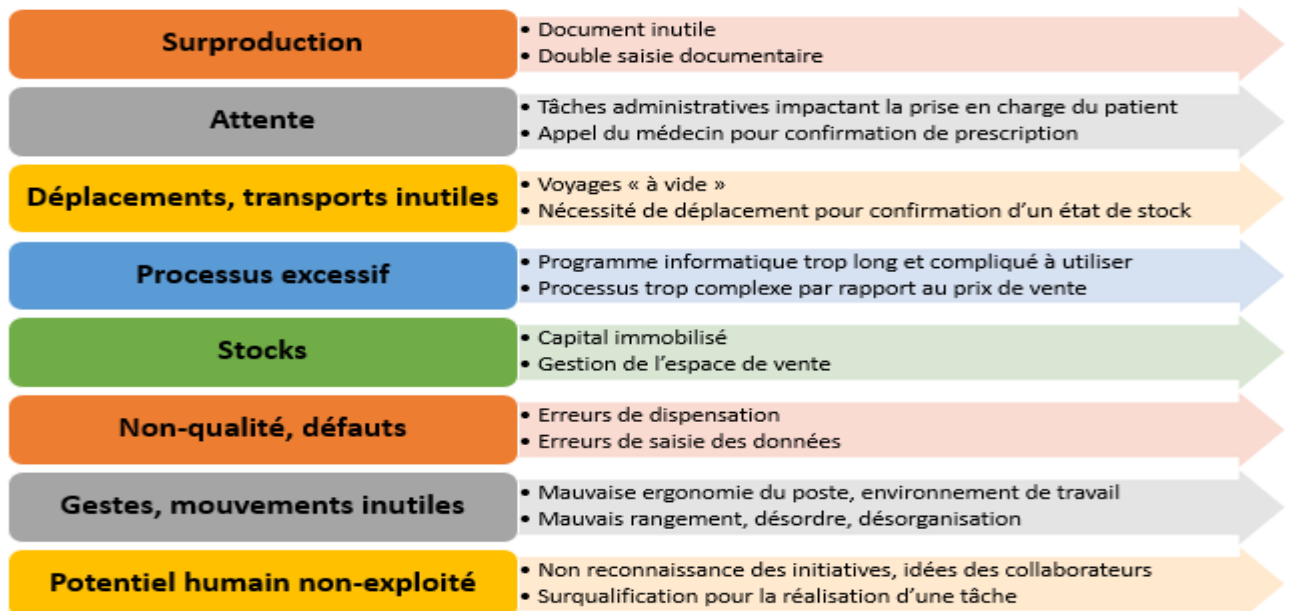 Surproduction
• Document inutile
• Double saisie documentaire
Attente
• Tâches administratives impactant la prise en charge du patient
• Appel du médecin pour confirmation de prescription
Déplacements, transports inutiles
• Voyages « à vide »
• Nécessité de déplacement pour confirmation d’un état de stock
Processus excessif
• Programme informatique trop long et compliqué à utiliser
• Processus trop complexe par rapport au prix de vente
Stocks
• Capital immobilisé
• Gestion de l’espace de vente
Non-qualité, défauts
• Erreurs de dispensation
• Erreurs de saisie des données
Gestes, mouvements inutiles
• Mauvaise ergonomie du poste, environnement de travail
• Mauvais rangement, désordre, désorganisation
Potentiel humain non-exploité
• Non reconnaissance des initiatives, idées des collaborateurs
• Surqualification pour la réalisation d’une tâche